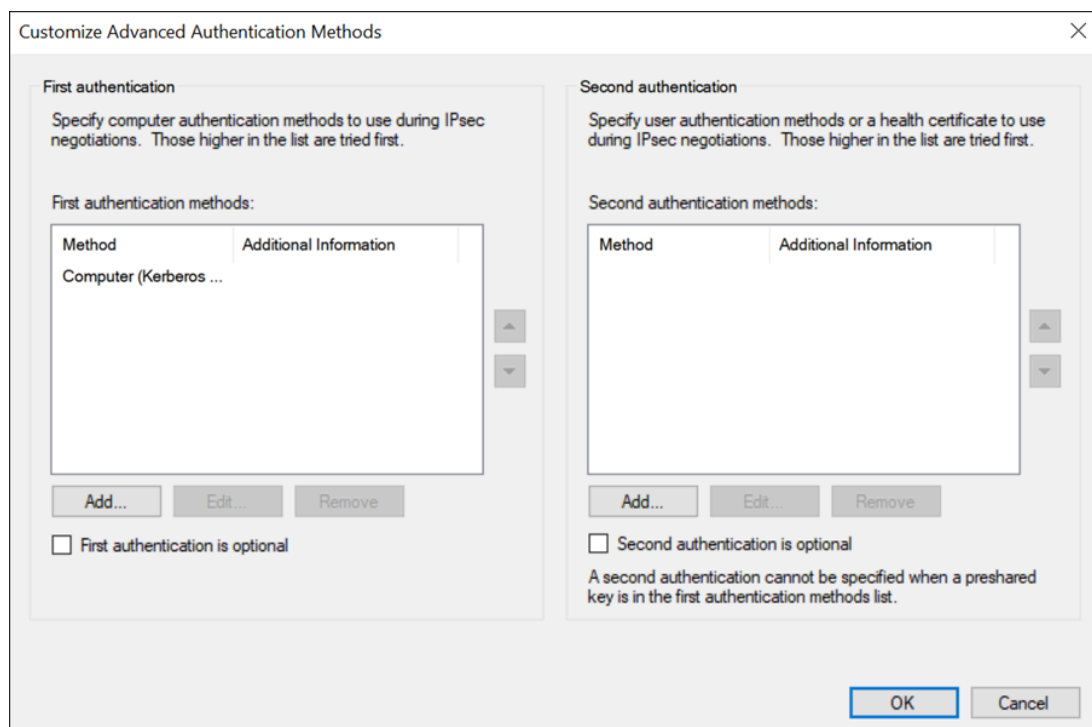 Customize Advanced Authentication Methods
First authentication
Specify computer authentication methods to use during IPsec
negotiations. Those higher in the list are tried first.
First authentication methods:
Method Additional Information
Computer (Kerberos ...
Add... Edit... Remove
First authentication is optional
Second authentication
Specify user authentication methods or a health certificate to use
during IPsec negotiations. Those higher in the list are tried first.
Second authentication methods:
Method Additional Information
Add... Edit... Remove
Second authentication is optional
A second authentication cannot be specified when a preshared
key is in the first authentication methods list.
OK Cancel